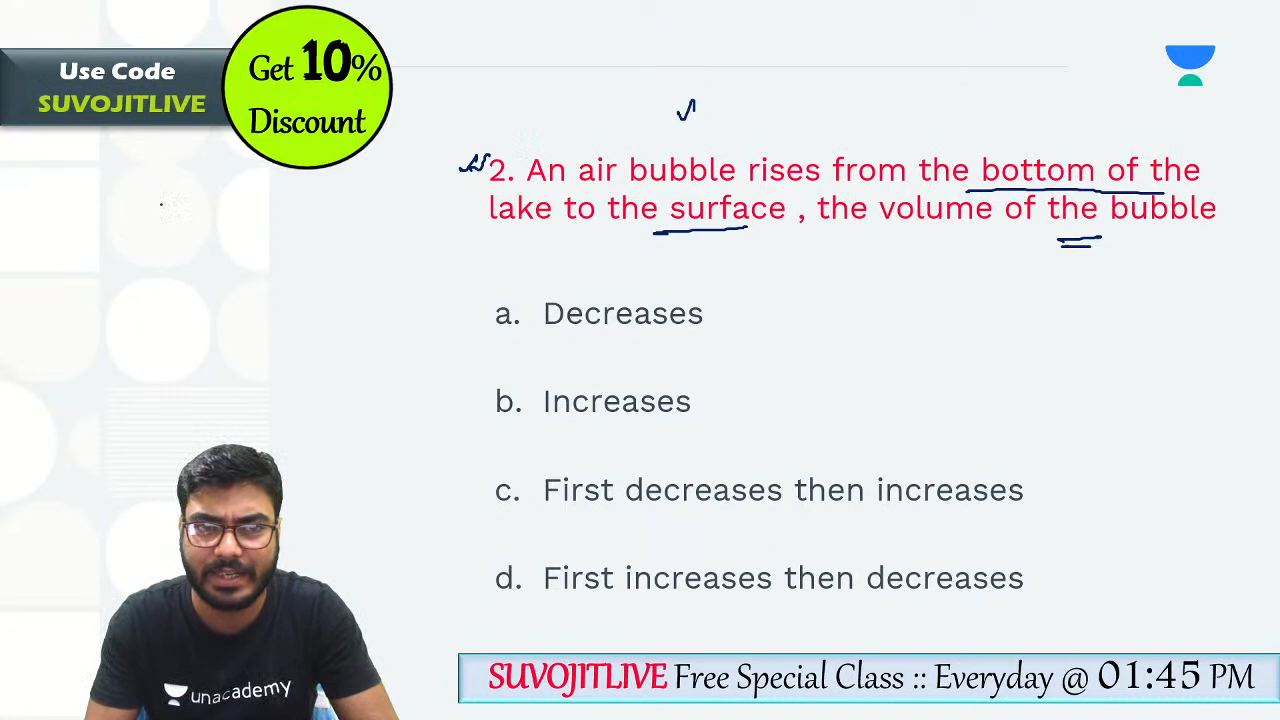 Use Code
SUVOJITLIVE
Get 10%
Discount
2. An air bubble rises from the bottom of the
lake to the surface , the volume of the bubble
a. Decreases
b. Increases
c. First decreases then increases
d. First increases then decreases
unacademy
SUVOJITLIVE Free Special Class :: Everyday @ 01:45 PM